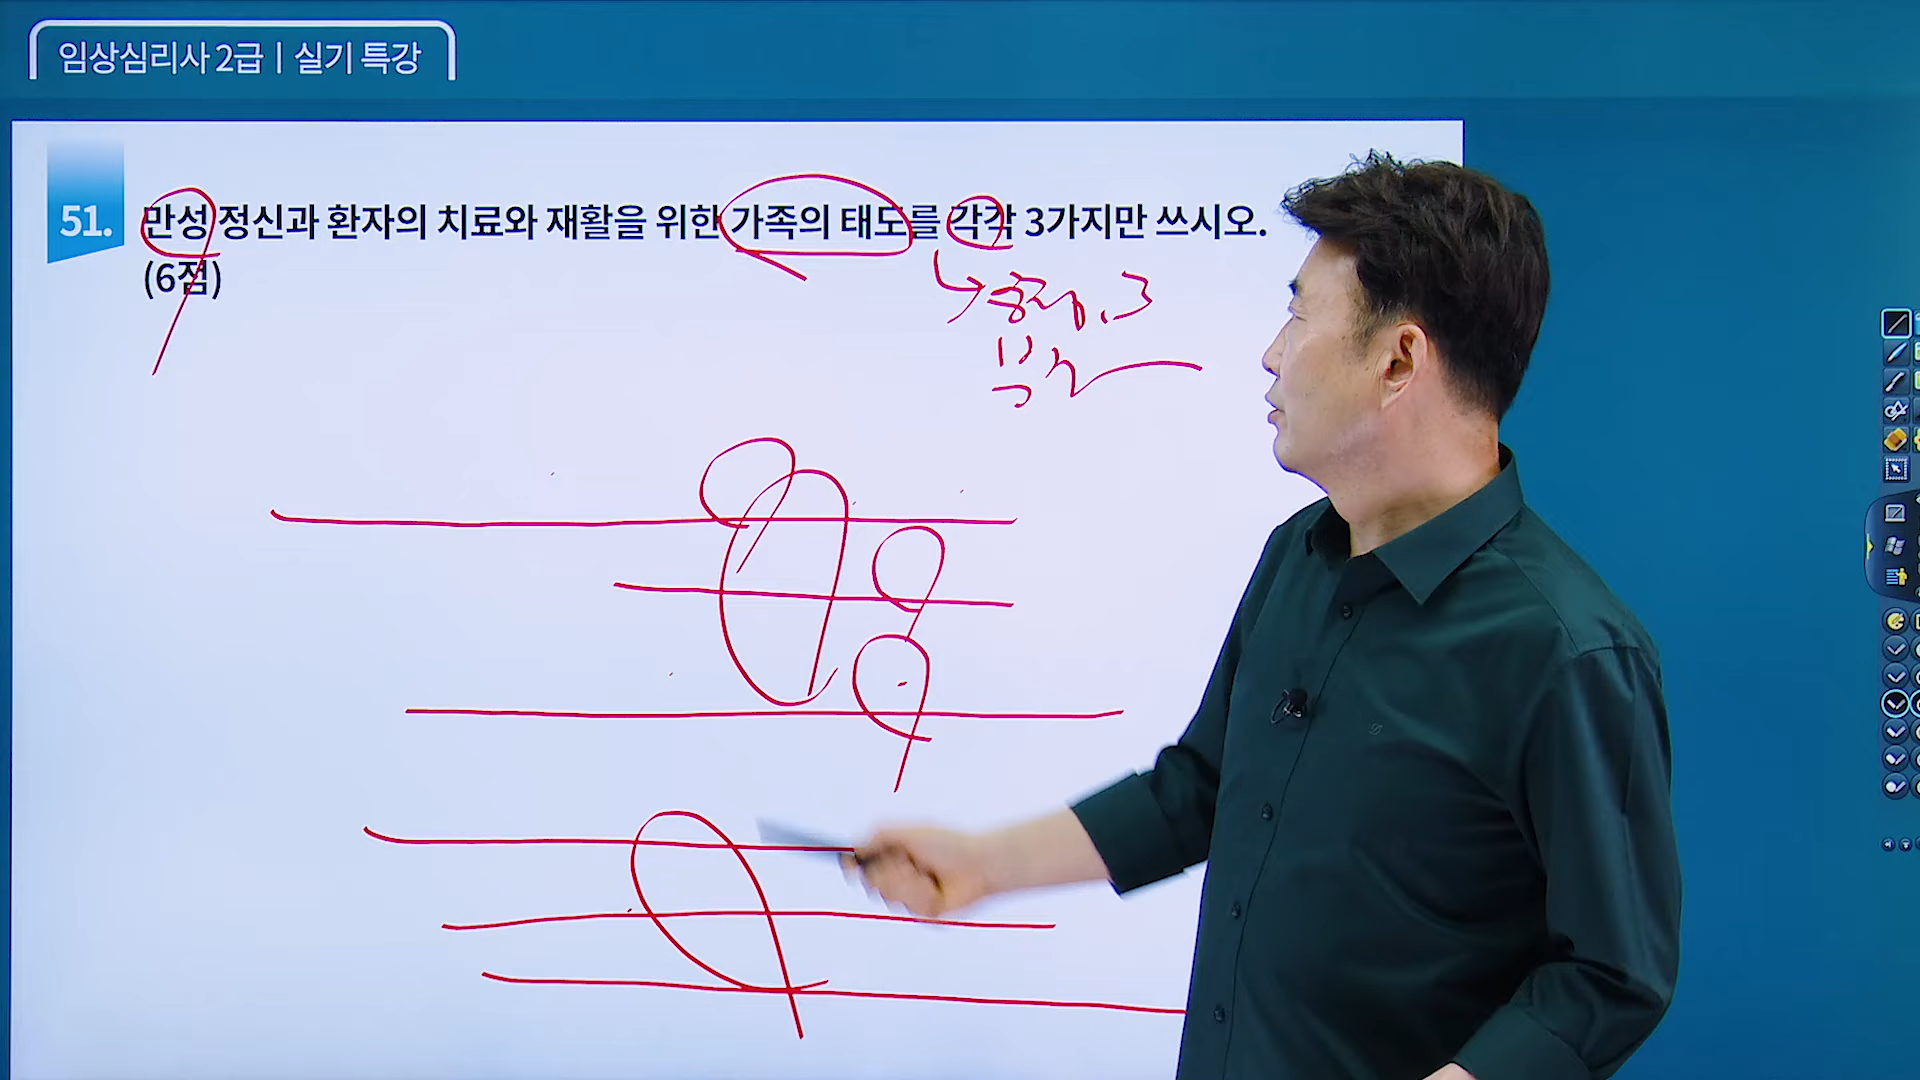 임상심리사 2급 | 실기 특강
51. 만성 정신과 환자의 치료와 재활을 위한 가족의 태도를 각각 3가지만 쓰시오.
(6점)